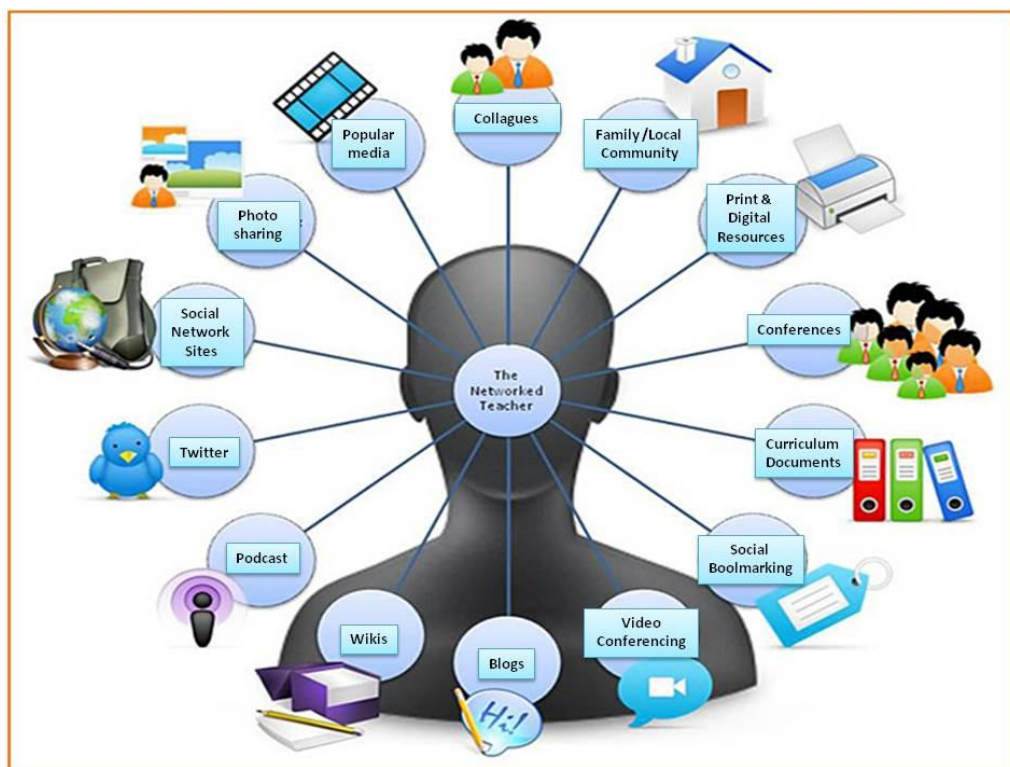 Collagues
Family /Local
Community
Print &
Digital
Resources
Conferences
Curriculum
Documents
Social
Boolmarking
Video
Conferencing
Blogs
Hi!
Wikis
Podcast
Twitter
Social
Network
Sites
Photo
sharing
Popular
media
The
Networked
Teacher